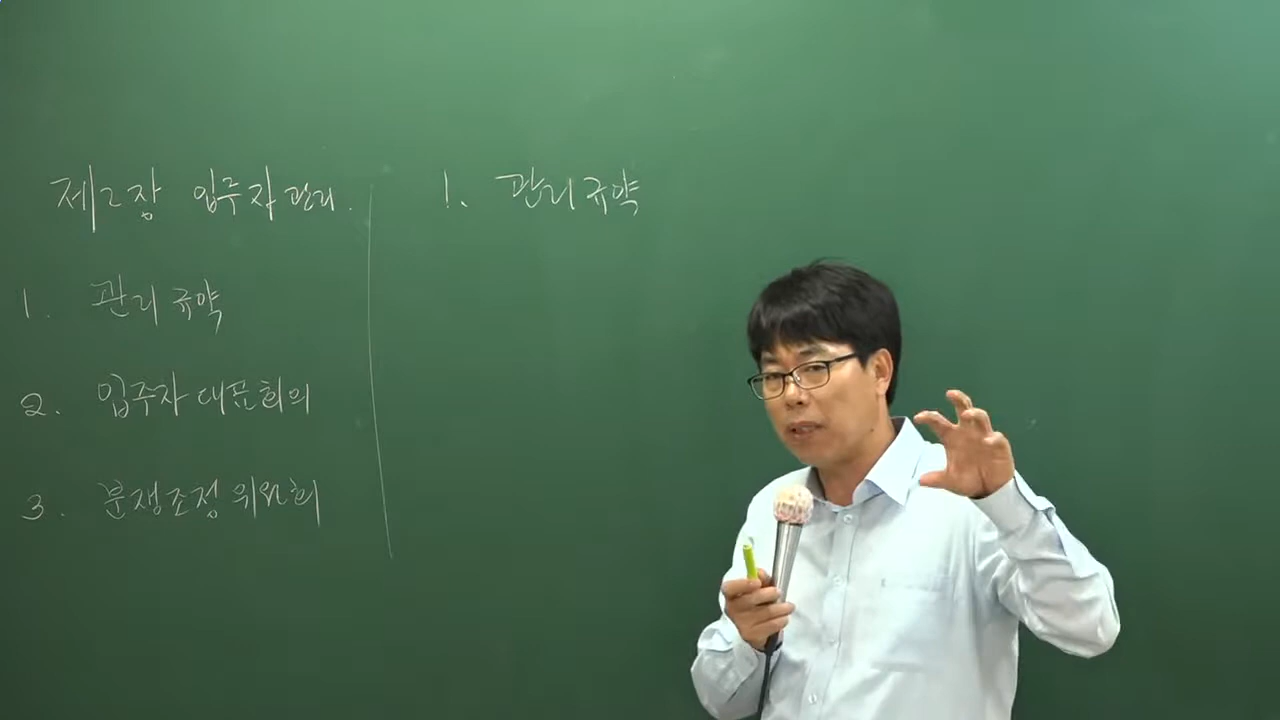 제2장 입주자관리.
1. 관리규약
2. 입주자대표회의
3. 분쟁조정위원회
1. 관리규약